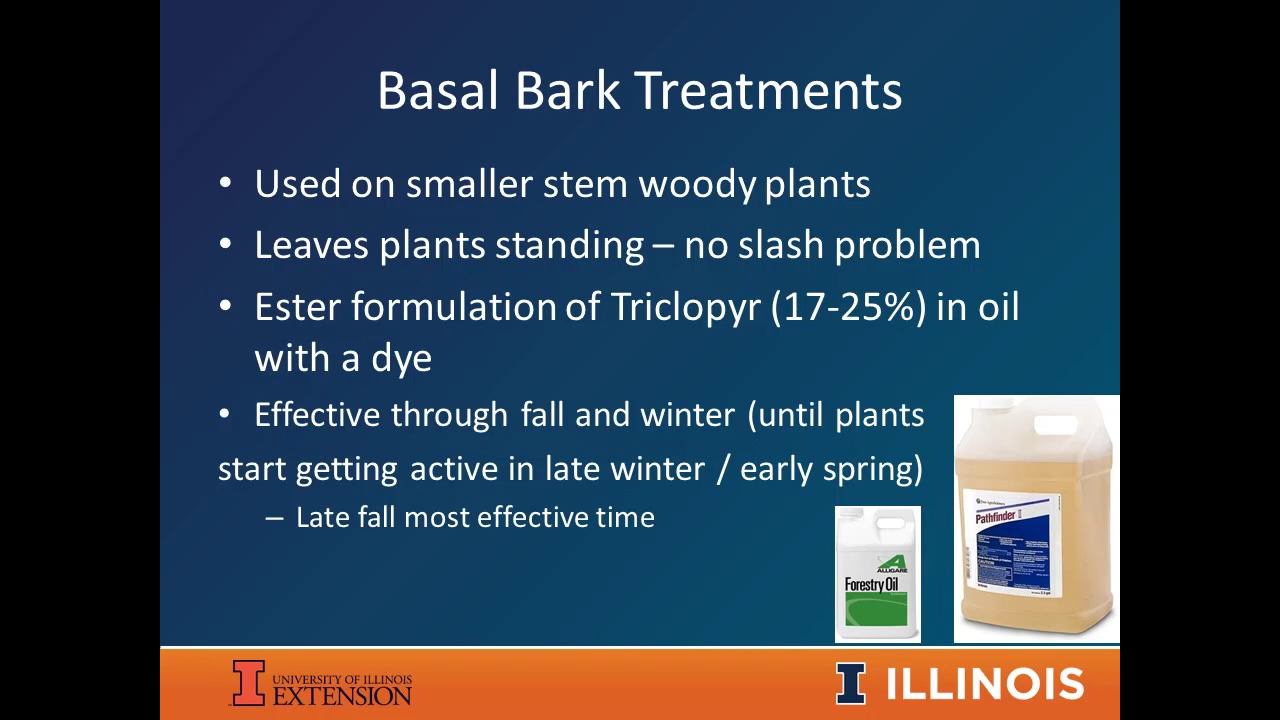 Basal Bark Treatments
• Used on smaller stem woody plants
• Leaves plants standing – no slash problem
• Ester formulation of Triclopyr (17-25%) in oil
with a dye
• Effective through fall and winter (until plants
start getting active in late winter / early spring)
– Late fall most effective time
Pathfinder II
CAUTION
ALLIGARE
Forestry Oil
UNIVERSITY OF ILLINOIS
EXTENSION
ILLINOIS